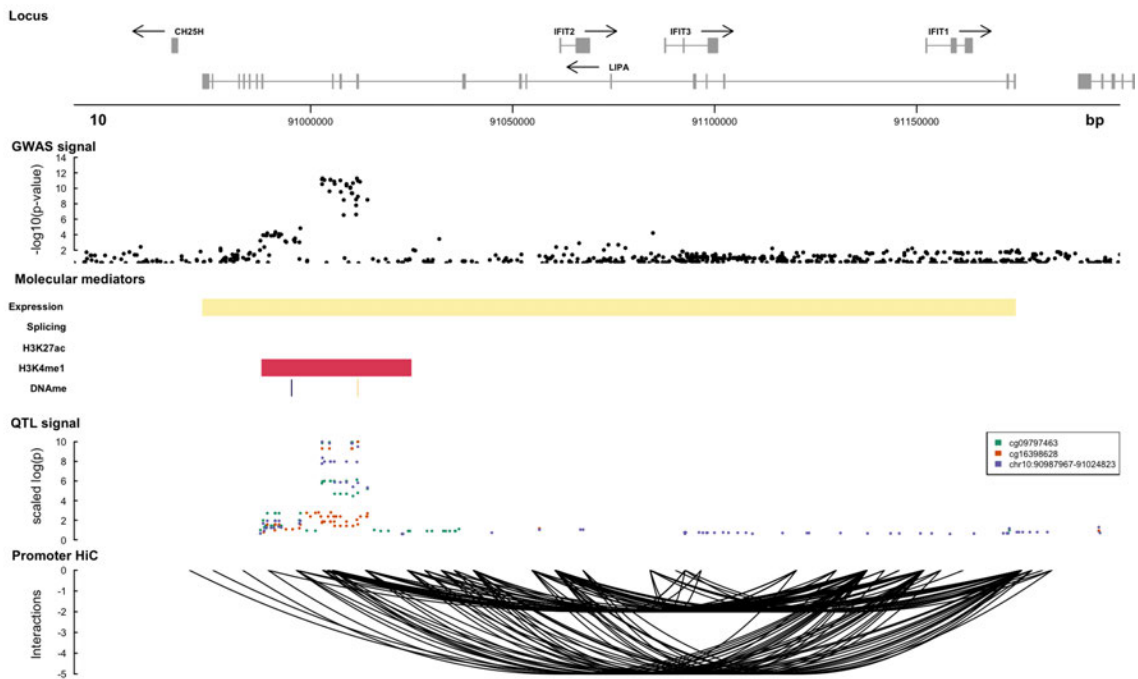 Locus
CH25H IFIT2 IFIT3 IFIT1
LIPA
10 91000000 91050000 91100000 91150000 bp
GWAS signal
-log10(p-value)
14
12
10
8
6
4
2
Molecular mediators
Expression
Splicing
H3K27ac
H3K4me1
DNAme
QTL signal
scaled log(p)
10
8
6
4
2
0
cg09797463
cg16398628
chr10:90987967-91024823
Promoter HiC
Interactions
0
-1
-2
-3
-4
-5